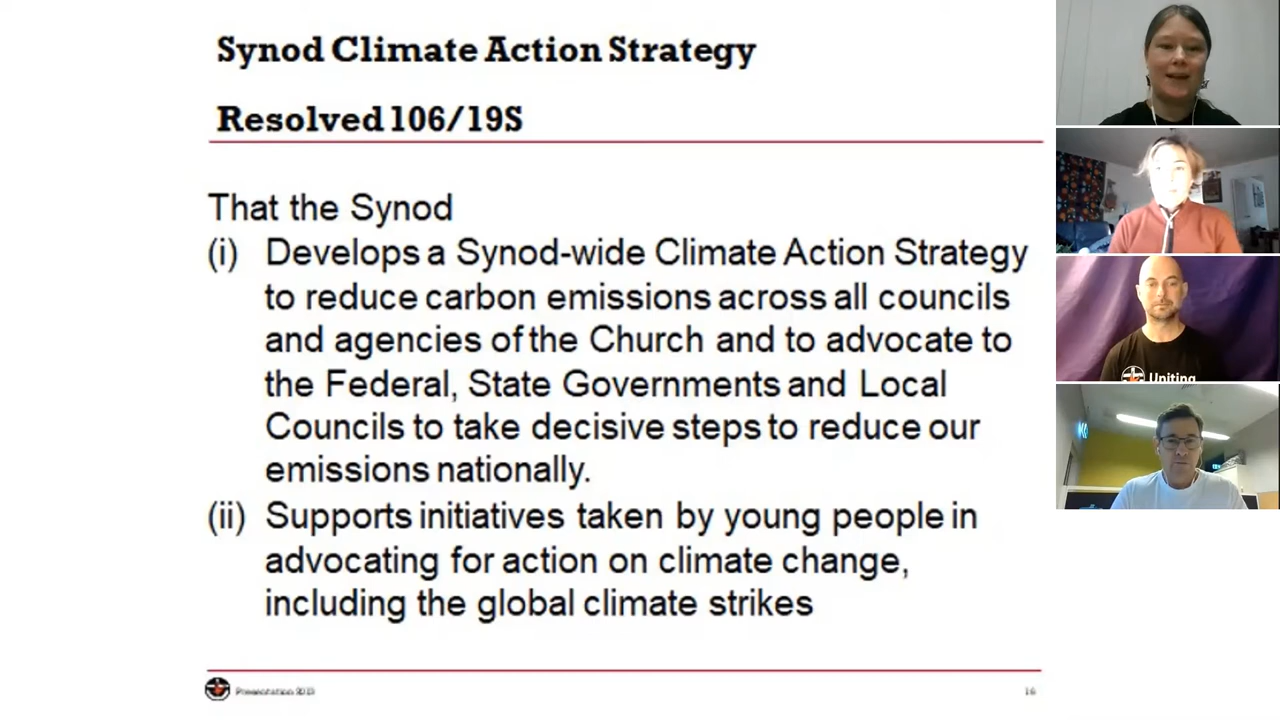 Synod Climate Action Strategy
Resolved 106/19S
That the Synod
(i) Develops a Synod-wide Climate Action Strategy
to reduce carbon emissions across all councils
and agencies of the Church and to advocate to
the Federal, State Governments and Local
Councils to take decisive steps to reduce our
emissions nationally.
(ii) Supports initiatives taken by young people in
advocating for action on climate change,
including the global climate strikes
Presentation 2019
16
Uniting